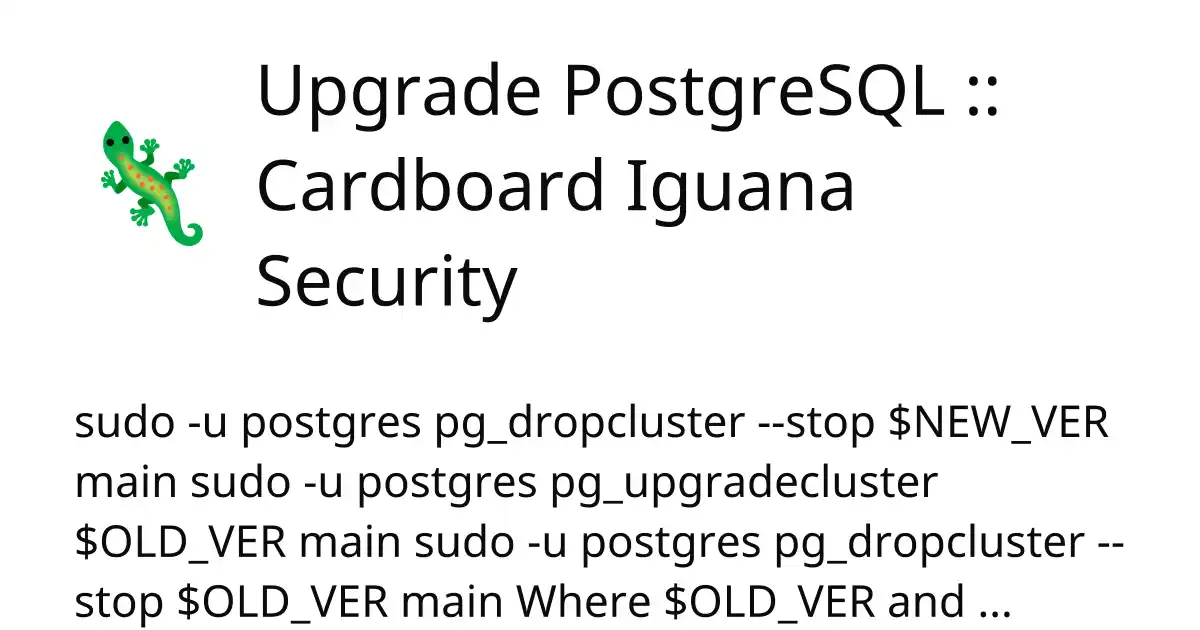 Upgrade PostgreSQL ::
Cardboard Iguana
Security
sudo -u postgres pg_dropcluster --stop $NEW_VER
main sudo -u postgres pg_upgradecluster
$OLD_VER main sudo -u postgres pg_dropcluster --
stop $OLD_VER main Where $OLD_VER and ...